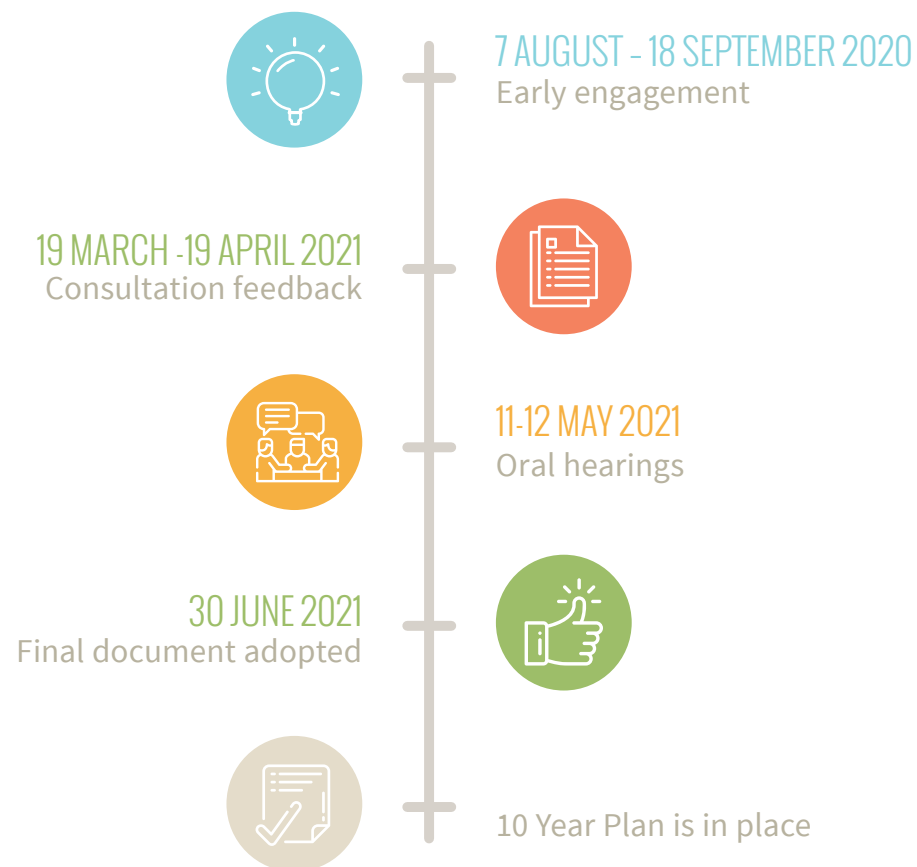 7 AUGUST – 18 SEPTEMBER 2020
Early engagement
19 MARCH -19 APRIL 2021
Consultation feedback
11-12 MAY 2021
Oral hearings
30 JUNE 2021
Final document adopted
10 Year Plan is in place